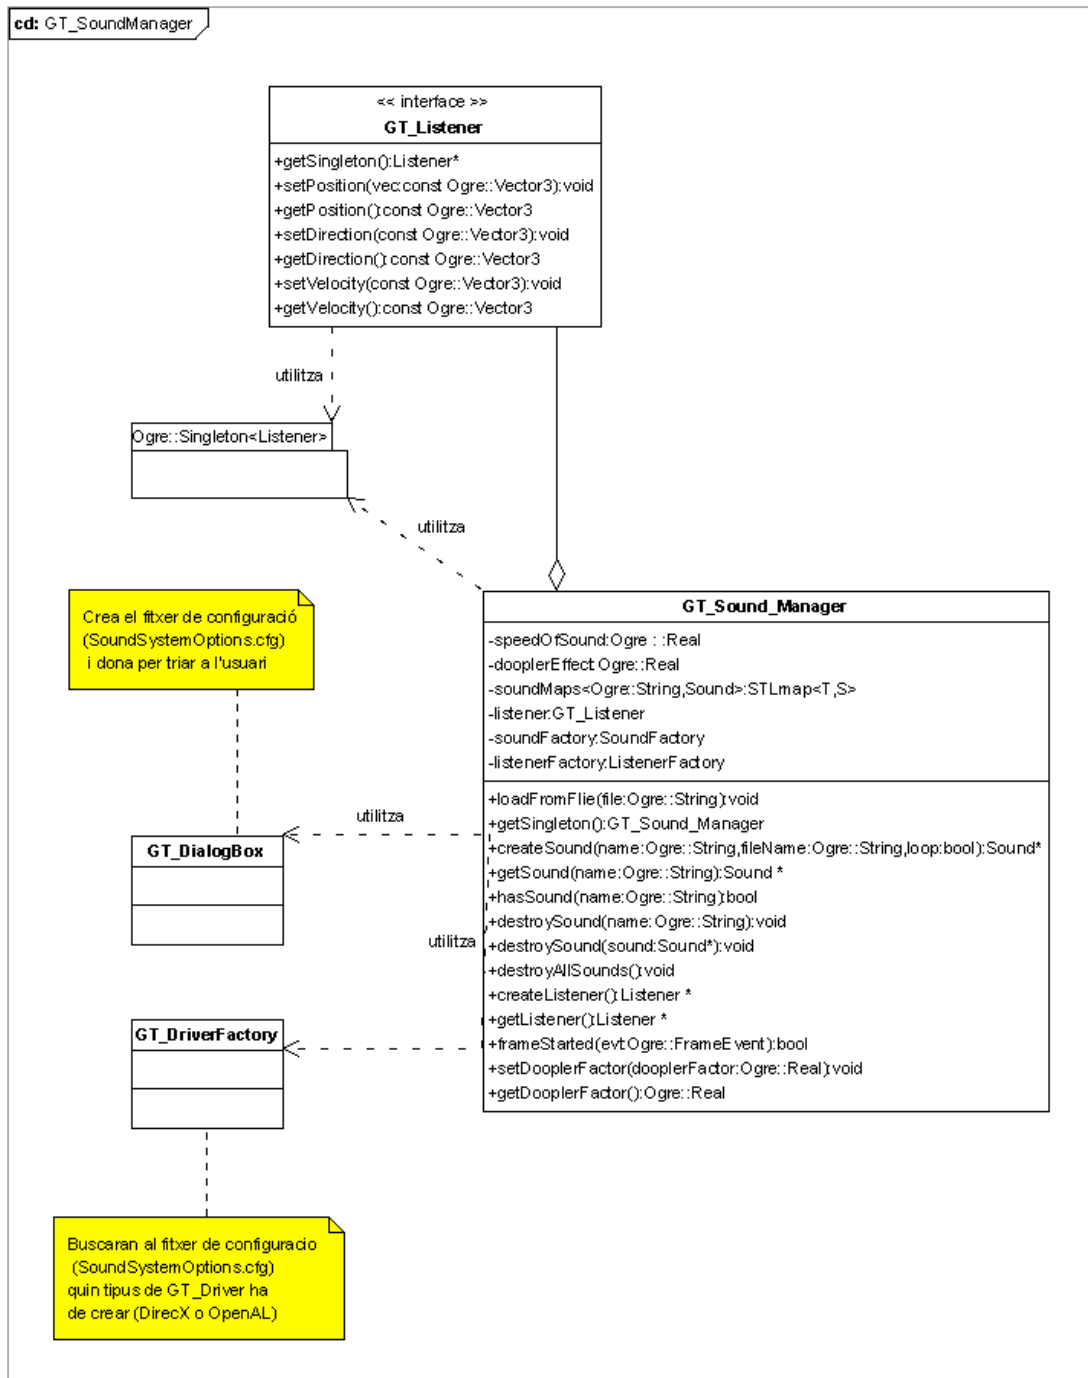 cd: GT_SoundManager
<< interface >>
GT_Listener
+getSingleton():Listener*
+setPosition(vec:const Ogre::Vector3):void
+getPosition():const Ogre::Vector3
+setDirection(const Ogre::Vector3):void
+getDirection():const Ogre::Vector3
+setVelocity(const Ogre::Vector3):void
+getVelocity():const Ogre::Vector3
utilitza
Ogre::Singleton<Listener>
utilitza
Crea el fitxer de configuració
(SoundSystemOptions.cfg)
i dona per triar a l'usuari
GT_Sound_Manager
-speedOfSound:Ogre : :Real
-dooplerEffect:Ogre::Real
-soundMaps<Ogre::String,Sound>:STLmap<T,S>
-listener:GT_Listener
-soundFactory:SoundFactory
-listenerFactory:ListenerFactory
+loadFromFlie(file:Ogre::String):void
+getSingleton():GT_Sound_Manager
+createSound(name:Ogre::String,fileName:Ogre::String,loop:bool):Sound*
+getSound(name:Ogre::String):Sound *
+hasSound(name:Ogre::String):bool
+destroySound(name:Ogre::String):void
+destroySound(sound:Sound*):void
+destroyAllSounds():void
+createListener():Listener *
+getListener():Listener *
+frameStarted(evt:Ogre::FrameEvent):bool
+setDooplerFactor(dooplerFactor:Ogre::Real):void
+getDooplerFactor():Ogre::Real
utilitza
GT_DialogBox
utilitza
GT_DriverFactory
Buscaran al fitxer de configuracio
(SoundSystemOptions.cfg)
quin tipus de GT_Driver ha
de crear (DirecX o OpenAL)